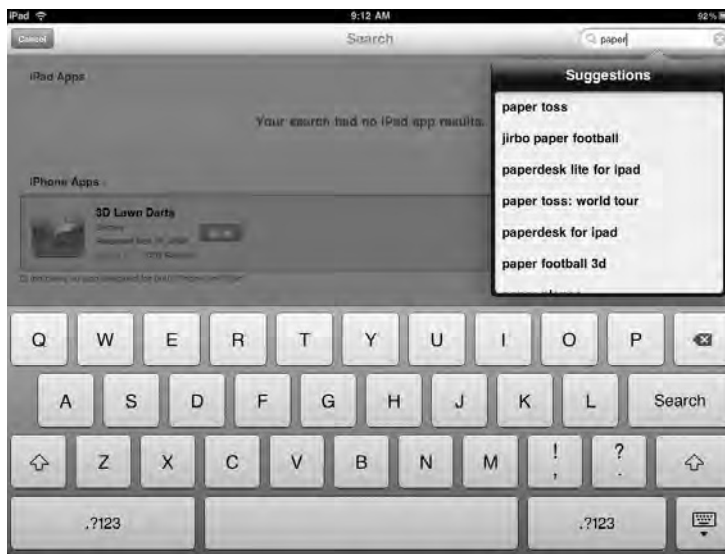 iPad 9:12 AM 92%
Cancel Search paper
iPad Apps Suggestions
Your search had no iPad app results. paper toss
jirbo paper football
paperdesk lite for ipad
iPhone Apps paper toss: world tour
3D Lawn Darts paperdesk for ipad
paper football 3d
Q W E R T Y U I O P
A S D F G H J K L Search
Z X C V B N M ! , ? .
.?123 .?123